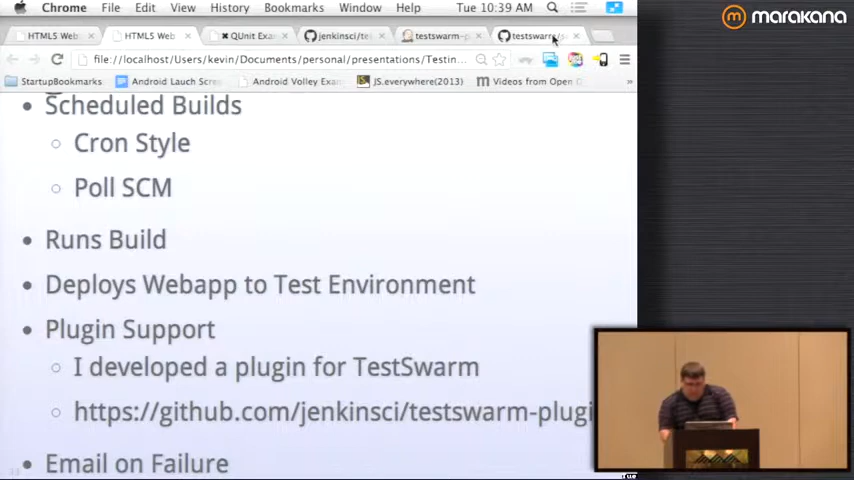 Chrome File Edit View History Bookmarks Window Help Tue 10:39 AM
marakana
HTML5 Web HTML5 Web QUnit Exa jenkinsci/te testswarm-p testswarm/s
file://localhost/Users/kevin/Documents/personal/presentations/Testin
StartupBookmarks Android Lauch Scre Android Volley Exa JS.everywhere(2013) Videos from Open D »
• Scheduled Builds
○ Cron Style
○ Poll SCM
• Runs Build
• Deploys Webapp to Test Environment
• Plugin Support
○ I developed a plugin for TestSwarm
○ https://github.com/jenkinsci/testswarm-plugi
• Email on Failure